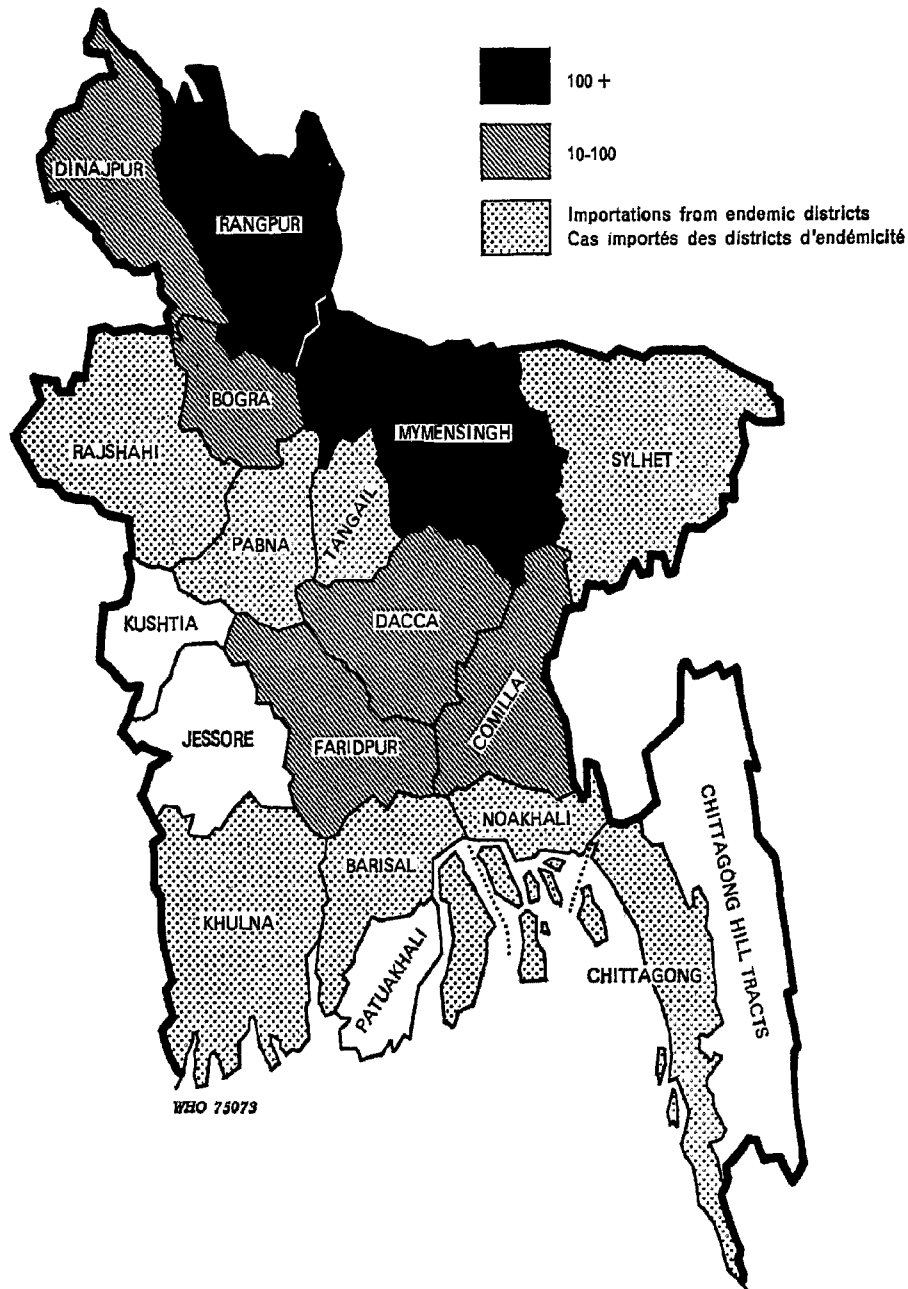 100 +
10-100
Importations from endemic districts
Cas importés des districts d'endémicité
DINAJPUR
RANGPUR
BOGRA
RAJSHAHI
MYMENSINGH
SYLHET
PABNA
TANGAIL
KUSHTIA
DACCA
COMILLA
JESSORE
FARIDPUR
NOAKHALI
BARISAL
KHULNA
PATUAKHALI
CHITTAGONG
CHITTAGONG HILL TRACTS
WHO 75073